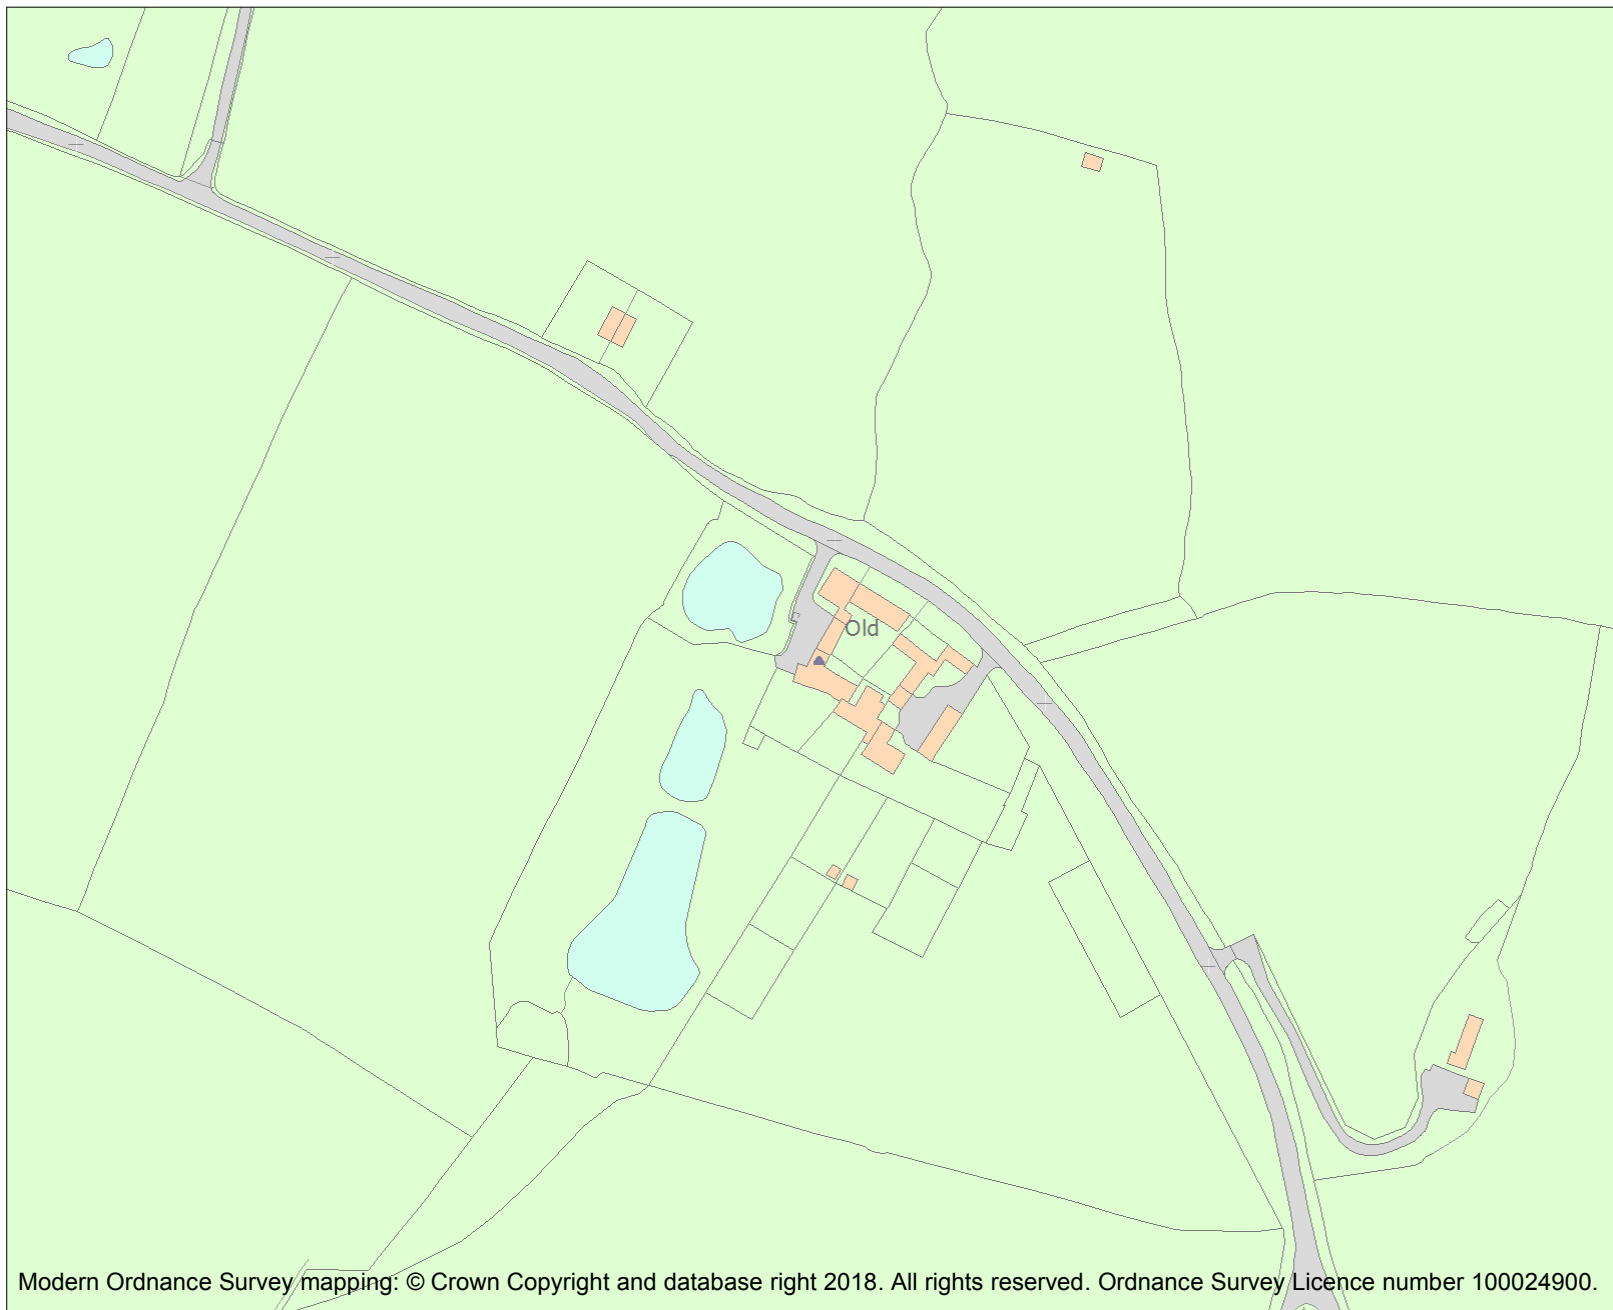 Old
Modern Ordnance Survey mapping: © Crown Copyright and database right 2018. All rights reserved. Ordnance Survey Licence number 100024900.